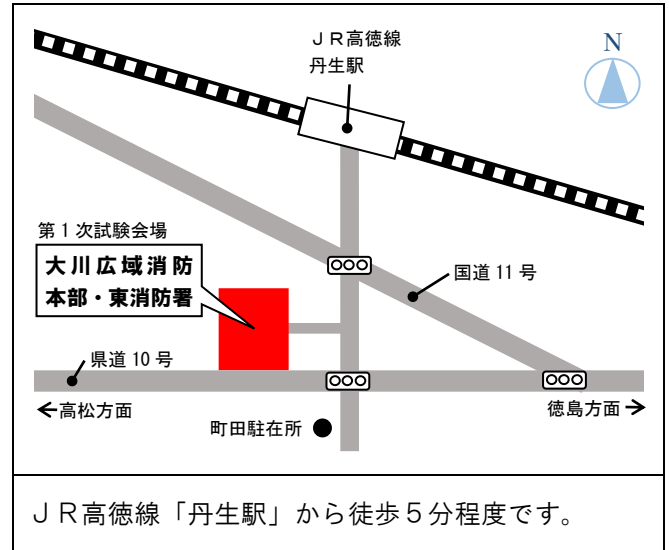 ＪＲ高徳線
丹生駅
N
第１次試験会場
大川広域消防
本部・東消防署
国道 11 号
県道 10 号
←高松方面
徳島方面→
町田駐在所
ＪＲ高徳線「丹生駅」から徒歩５分程度です。